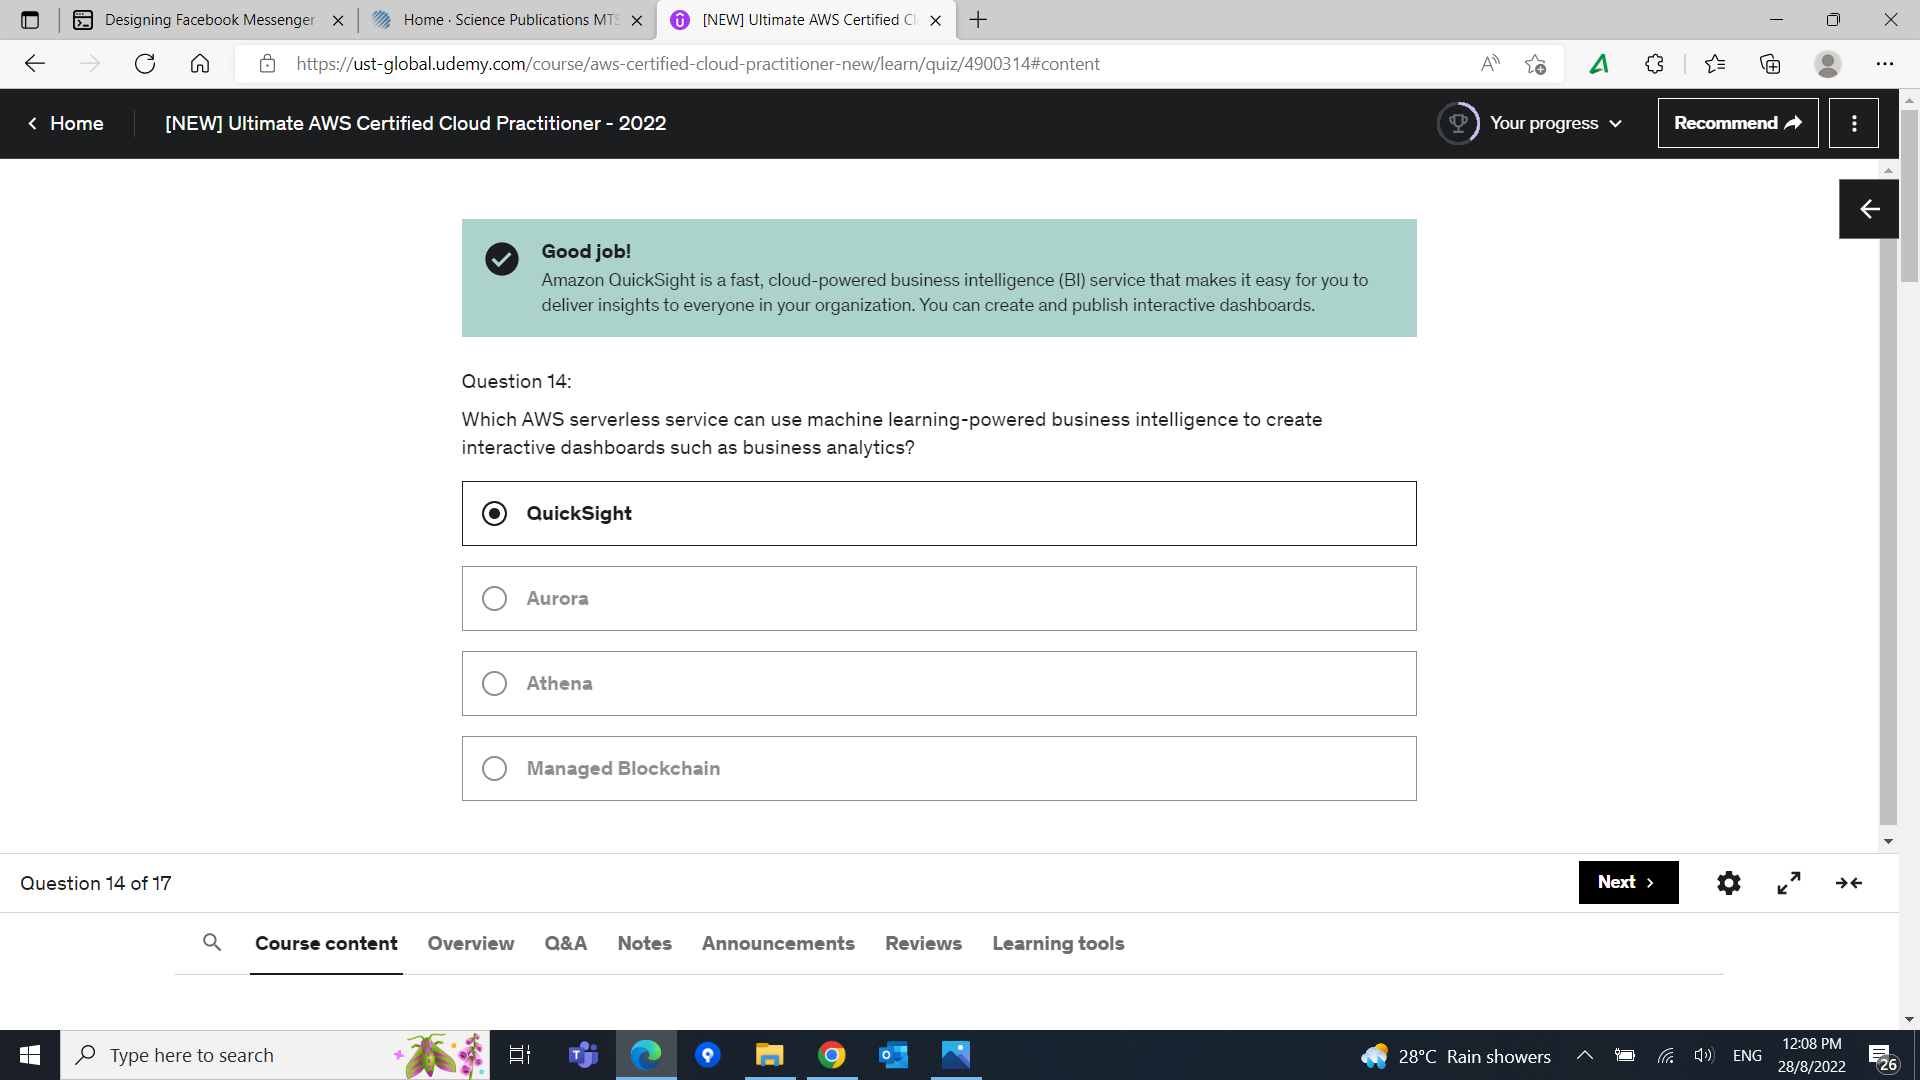 Designing Facebook Messenger
Home · Science Publications MTS
[NEW] Ultimate AWS Certified Cl
https://ust-global.udemy.com/course/aws-certified-cloud-practitioner-new/learn/quiz/4900314#content
Home
[NEW] Ultimate AWS Certified Cloud Practitioner - 2022
Your progress
Recommend
Good job!
Amazon QuickSight is a fast, cloud-powered business intelligence (BI) service that makes it easy for you to
deliver insights to everyone in your organization. You can create and publish interactive dashboards.
Question 14:
Which AWS serverless service can use machine learning-powered business intelligence to create
interactive dashboards such as business analytics?
QuickSight
Aurora
Athena
Managed Blockchain
Question 14 of 17
Next
Course content Overview Q&A Notes Announcements Reviews Learning tools
Type here to search
28°C Rain showers
ENG
12:08 PM
28/8/2022
26